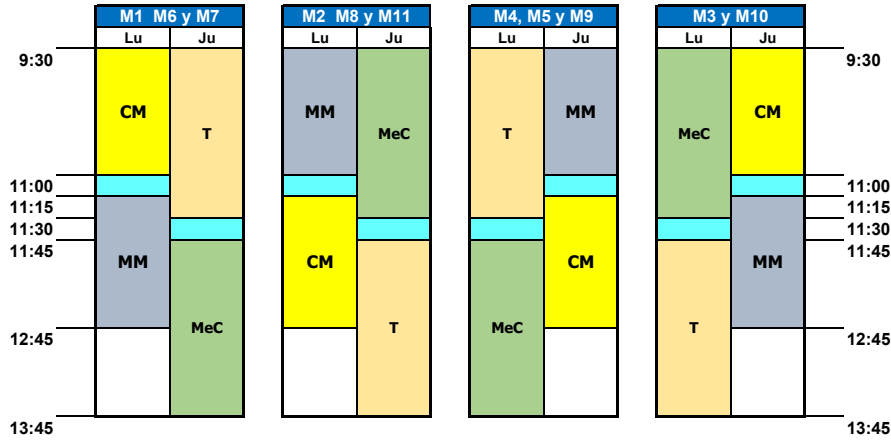 M1 M6 y M7
M2 M8 y M11
M4, M5 y M9
M3 y M10
Lu Ju
Lu Ju
Lu Ju
Lu Ju
9:30 9:30
CM T
MM MeC
T MM
MeC CM
11:00 11:00
11:15 11:15
11:30 11:30
11:45 11:45
MM MeC
CM T
MeC CM
T MM
12:45 12:45
13:45 13:45